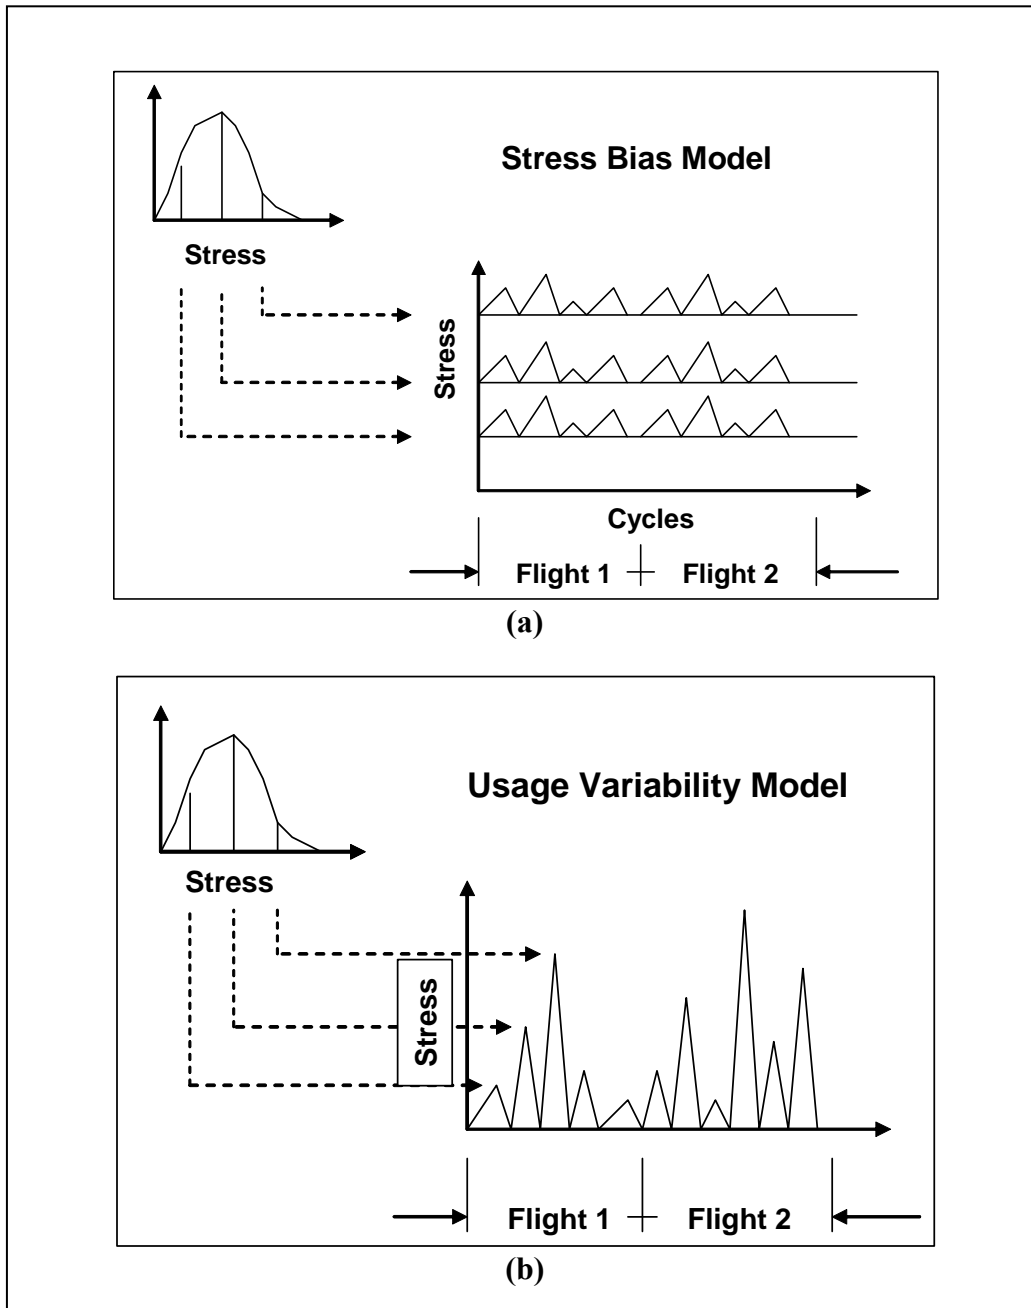 Stress Bias Model
Stress
Stress
Cycles
Flight 1
Flight 2
(a)
Usage Variability Model
Stress
Stress
Flight 1
Flight 2
(b)